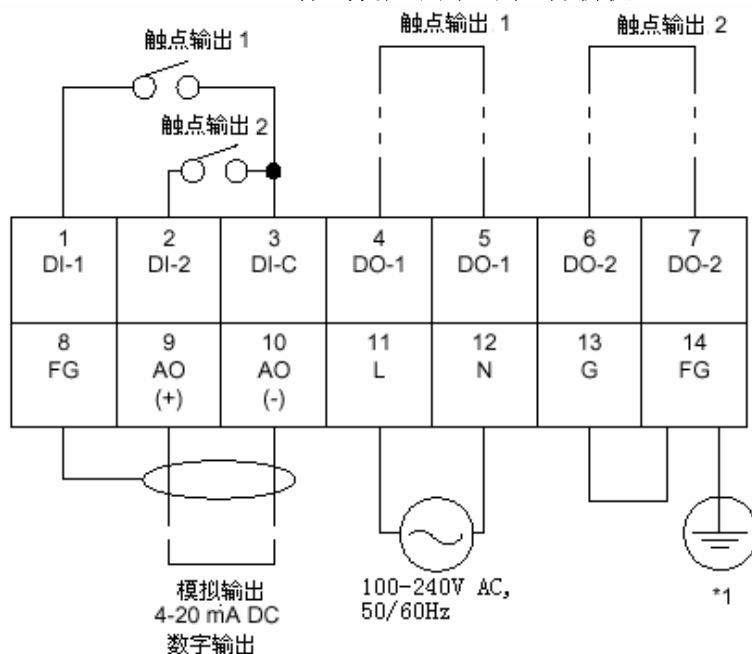 触点输出 1
触点输出 2
触点输出 1
触点输出 2
1
DI-1
2
DI-2
3
DI-C
4
DO-1
5
DO-1
6
DO-2
7
DO-2
8
FG
9
AO
(+)
10
AO
(-)
11
L
12
N
13
G
14
FG
模拟输出
4-20 mA DC
数字输出
100-240V AC,
50/60Hz
*1